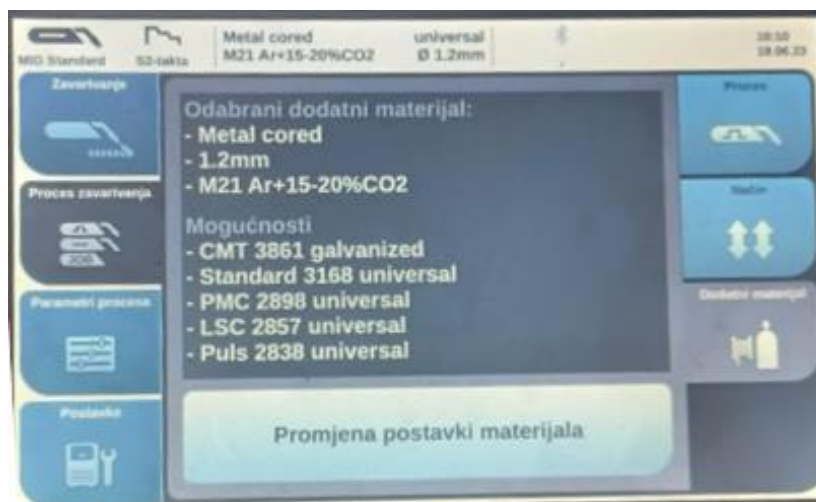 MIG Standard
S2-takta
Metal cored
M21 Ar+15-20%CO2
universal
Ø 1.2mm
Zavarivanje
Proces zavarivanja
JOB
Parametri procesa
Postavke
Odabrani dodatni materijal:
- Metal cored
- 1.2mm
- M21 Ar+15-20%CO2
Mogućnosti
- CMT 3861 galvanized
- Standard 3168 universal
- PMC 2898 universal
- LSC 2857 universal
- Puls 2838 universal
Promjena postavki materijala
Proces
Način
Dodatni materijal